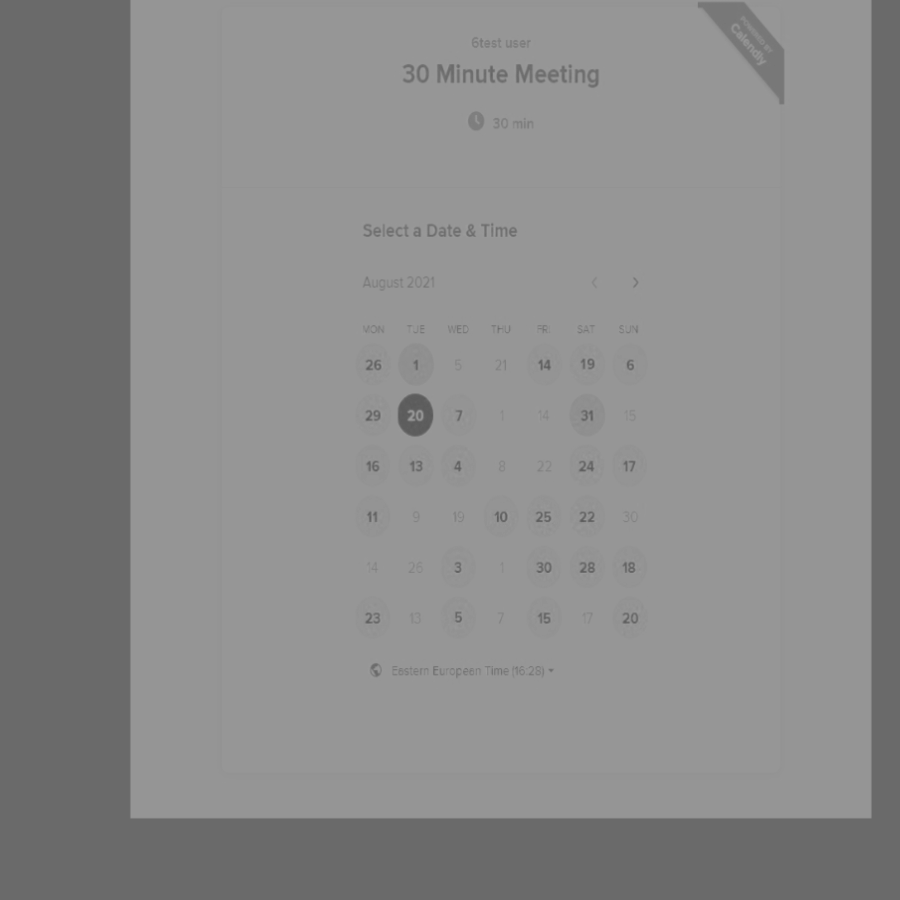 POWERED BY
Calendly
6test user
30 Minute Meeting
30 min
Select a Date & Time
August 2021
MON TUE WED THU FRI SAT SUN
26 1 5 21 14 19 6
29 20 7 1 14 31 15
16 13 4 8 22 24 17
11 9 19 10 25 22 30
14 26 3 1 30 28 18
23 13 5 7 15 17 20
Eastern European Time (16:28)